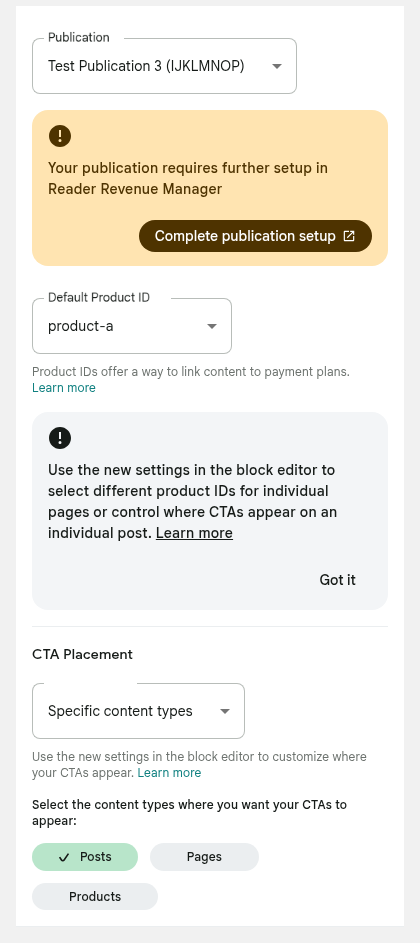 Publication
Test Publication 3 (IJKLMNOP)
Your publication requires further setup in
Reader Revenue Manager
Complete publication setup
Default Product ID
product-a
Product IDs offer a way to link content to payment plans.
Learn more
Use the new settings in the block editor to
select different product IDs for individual
pages or control where CTAs appear on an
individual post. Learn more
Got it
CTA Placement
Specific content types
Use the new settings in the block editor to customize where
your CTAs appear. Learn more
Select the content types where you want your CTAs to
appear:
Posts
Pages
Products